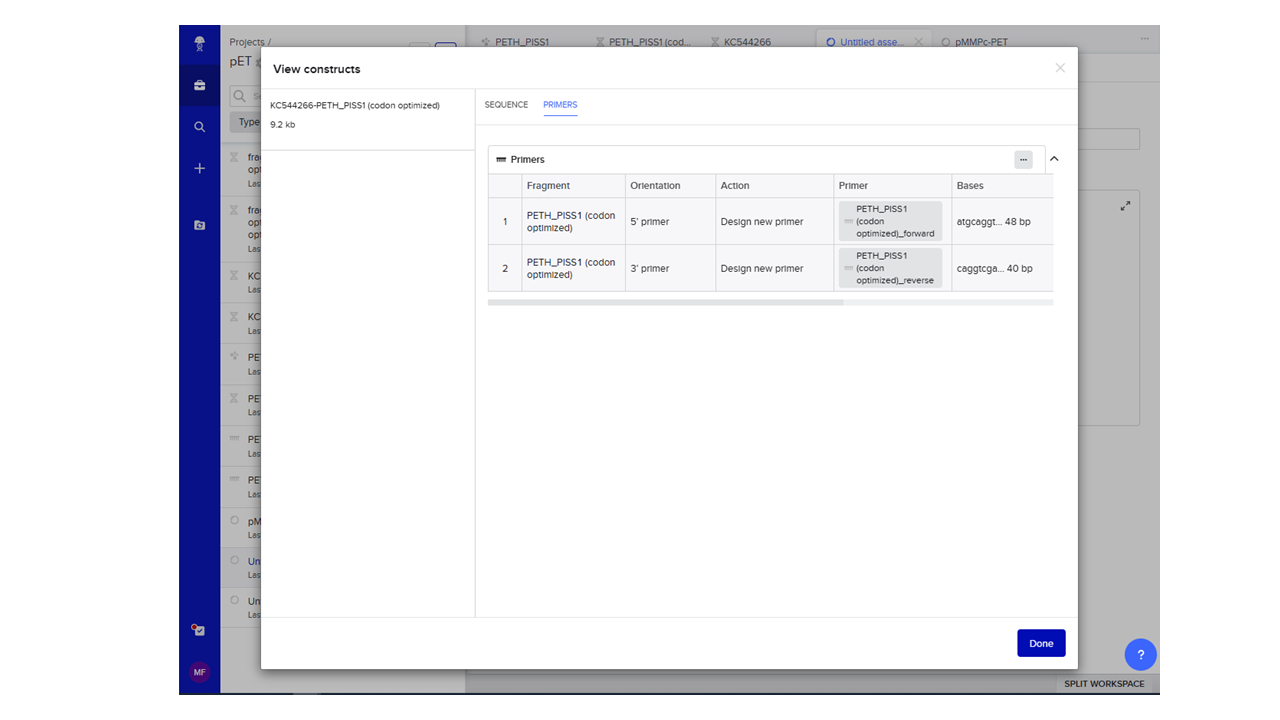 Projects /
pET
Type
fra
opt
Las
fra
opt
opt
Las
KC
Las
KC
Las
PE
Las
PE
Las
PE
Las
PE
Las
pM
Las
Un
Las
Un
Las
MF
PETH_PISS1
PETH_PISS1 (cod...
KC544266
Untitled asse...
pMMPc-PET
...
View constructs
KC544266-PETH_PISS1 (codon optimized)
9.2 kb
SEQUENCE PRIMERS
Primers
...
Fragment Orientation Action Primer Bases
1 PETH_PISS1 (codon optimized) 5' primer Design new primer PETH_PISS1 (codon optimized)_forward atgcaggt... 48 bp
2 PETH_PISS1 (codon optimized) 3' primer Design new primer PETH_PISS1 (codon optimized)_reverse caggtcga... 40 bp
Done
?
SPLIT WORKSPACE